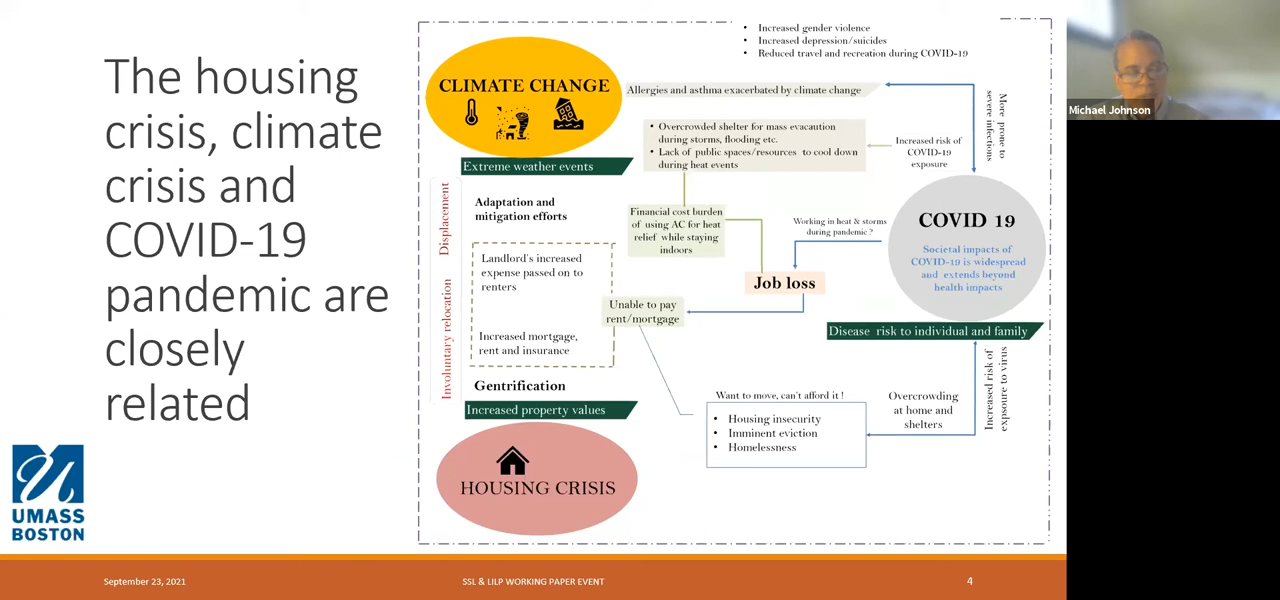 The housing
crisis, climate
crisis and
COVID-19
pandemic are
closely
related
UMASS
BOSTON
• Increased gender violence
• Increased depression/suicides
• Reduced travel and recreation during COVID-19
CLIMATE CHANGE
Allergies and asthma exacerbated by climate change
More prone to
severe infections
• Overcrowded shelter for mass evacaution
during storms, flooding etc.
• Lack of public spaces/resources to cool down
during heat events
Increased risk of
COVID-19
exposure
Extreme weather events
Displacement
Involuntary relocation
Adaptation and
mitigation efforts
Financial cost burden
of using AC for heat
relief while staying
indoors
Working in heat & storms
during pandemic ?
COVID 19
Societal impacts of
COVID-19 is widespread
and extends beyond
health impacts
Landlord's increased
expense passed on to
renters
Job loss
Unable to pay
rent/mortgage
Disease risk to individual and family
Increased mortgage,
rent and insurance
Gentrification
Increased property values
Want to move, can't afford it !
• Housing insecurity
• Imminent eviction
• Homelessness
Overcrowding
at home and
shelters
Increased risk of
expsoure to virus
HOUSING CRISIS
September 23, 2021
SSL & LILP WORKING PAPER EVENT
4
Michael Johnson